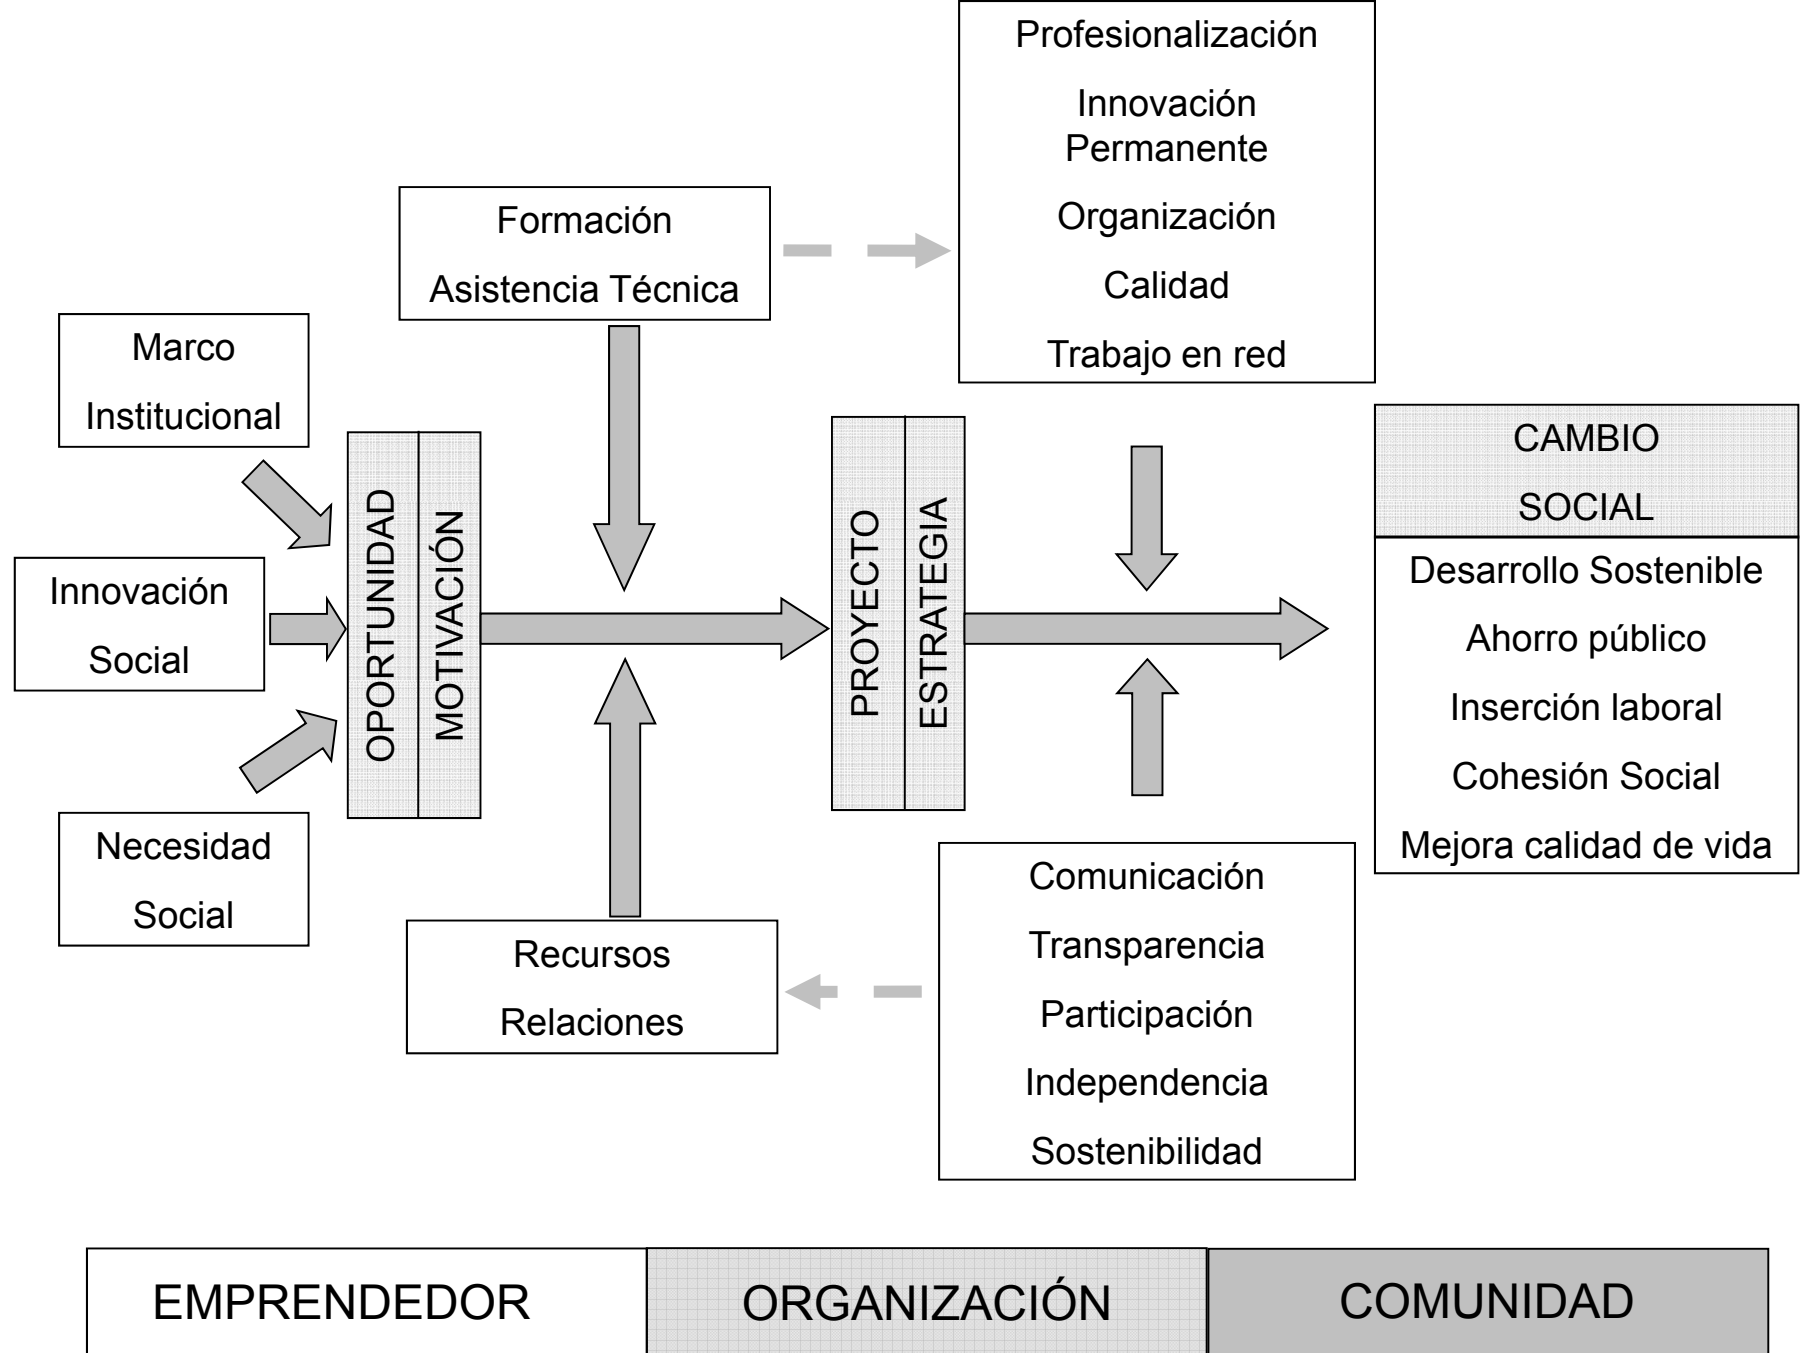 Profesionalización
Innovación
Permanente
Organización
Calidad
Trabajo en red
Formación
Asistencia Técnica
Marco
Institucional
Innovación
Social
Necesidad
Social
OPORTUNIDAD
MOTIVACIÓN
PROYECTO
ESTRATEGIA
CAMBIO
SOCIAL
Desarrollo Sostenible
Ahorro público
Inserción laboral
Cohesión Social
Mejora calidad de vida
Recursos
Relaciones
Comunicación
Transparencia
Participación
Independencia
Sostenibilidad
EMPRENDEDOR
ORGANIZACIÓN
COMUNIDAD